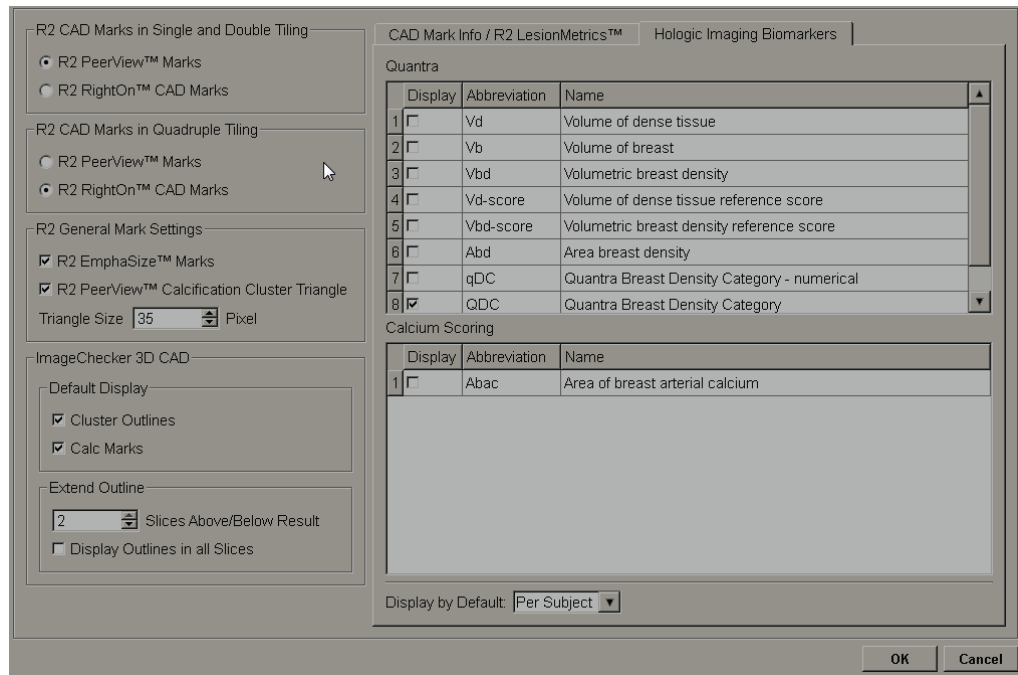 R2 CAD Marks in Single and Double Tiling
R2 PeerView™ Marks
R2 RightOn™ CAD Marks
R2 CAD Marks in Quadruple Tiling
R2 PeerView™ Marks
R2 RightOn™ CAD Marks
R2 General Mark Settings
R2 EmphaSize™ Marks
R2 PeerView™ Calcification Cluster Triangle
Triangle Size 35 Pixel
ImageChecker 3D CAD
Default Display
Cluster Outlines
Calc Marks
Extend Outline
2 Slices Above/Below Result
Display Outlines in all Slices
CAD Mark Info / R2 LesionMetrics™ Hologic Imaging Biomarkers
Quantra
Display Abbreviation Name
1 Vd Volume of dense tissue
2 Vb Volume of breast
3 Vbd Volumetric breast density
4 Vd-score Volume of dense tissue reference score
5 Vbd-score Volumetric breast density reference score
6 Abd Area breast density
7 qDC Quantra Breast Density Category - numerical
8 QDC Quantra Breast Density Category
Calcium Scoring
Display Abbreviation Name
1 Abac Area of breast arterial calcium
Display by Default: Per Subject
OK Cancel